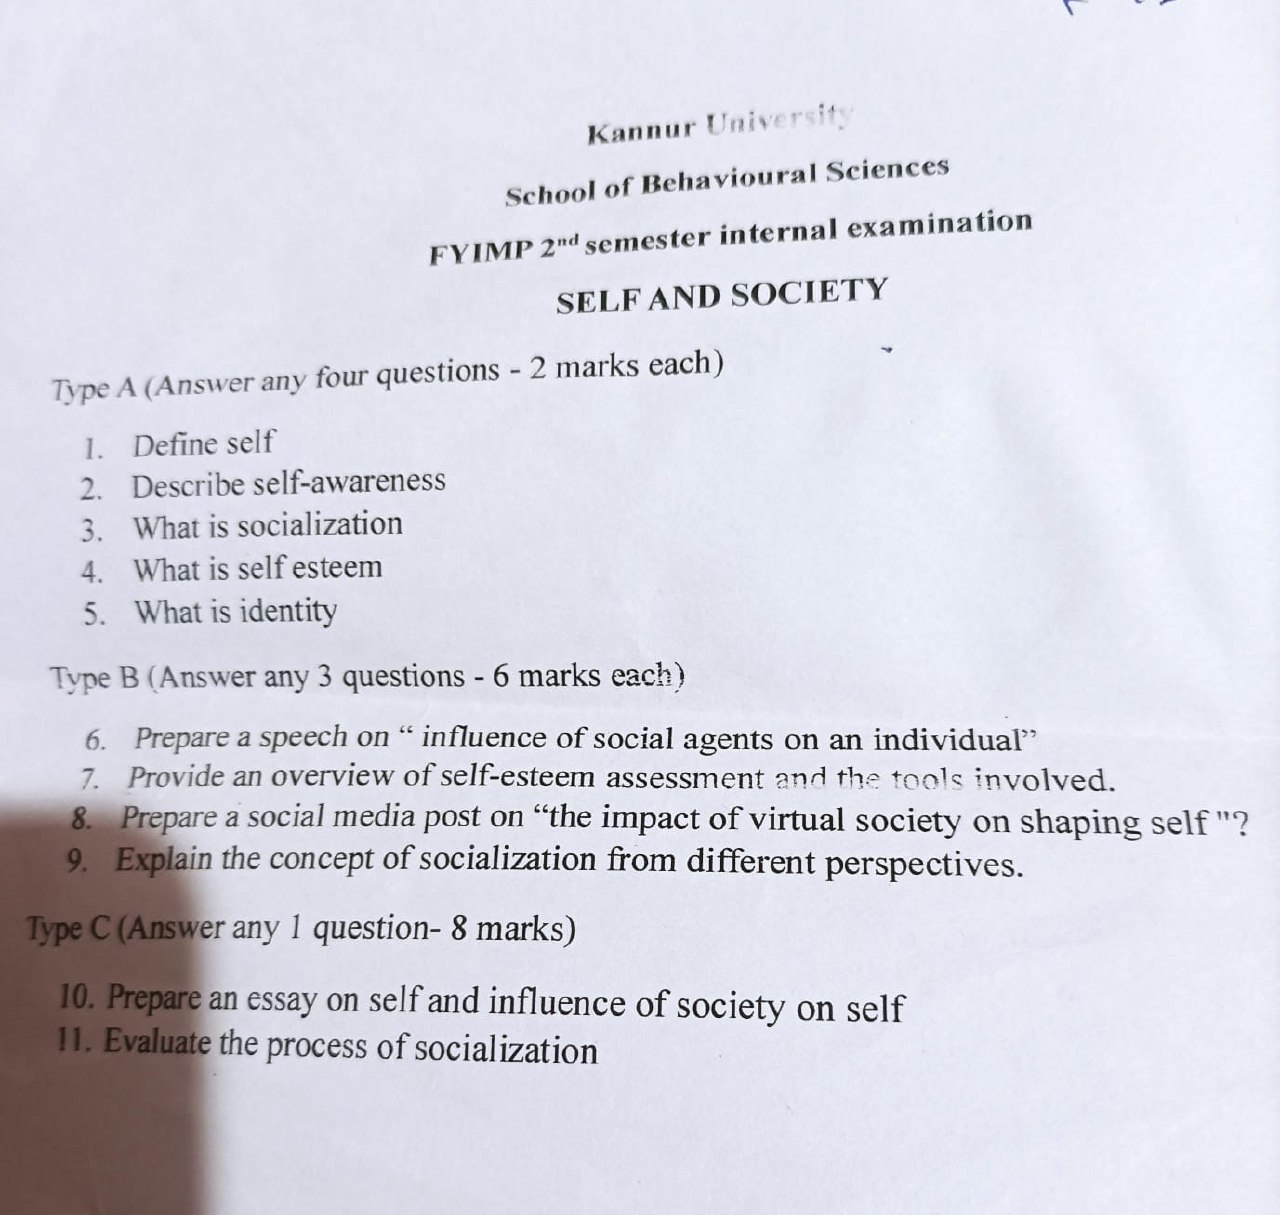 Kannur University
School of Behavioural Sciences
FYIMP 2nd semester internal examination
SELF AND SOCIETY
Type A (Answer any four questions - 2 marks each)
1. Define self
2. Describe self-awareness
3. What is socialization
4. What is self esteem
5. What is identity
Type B (Answer any 3 questions - 6 marks each)
6. Prepare a speech on “ influence of social agents on an individual”
7. Provide an overview of self-esteem assessment and the tools involved.
8. Prepare a social media post on “the impact of virtual society on shaping self "?
9. Explain the concept of socialization from different perspectives.
Type C (Answer any 1 question- 8 marks)
10. Prepare an essay on self and influence of society on self
11. Evaluate the process of socialization